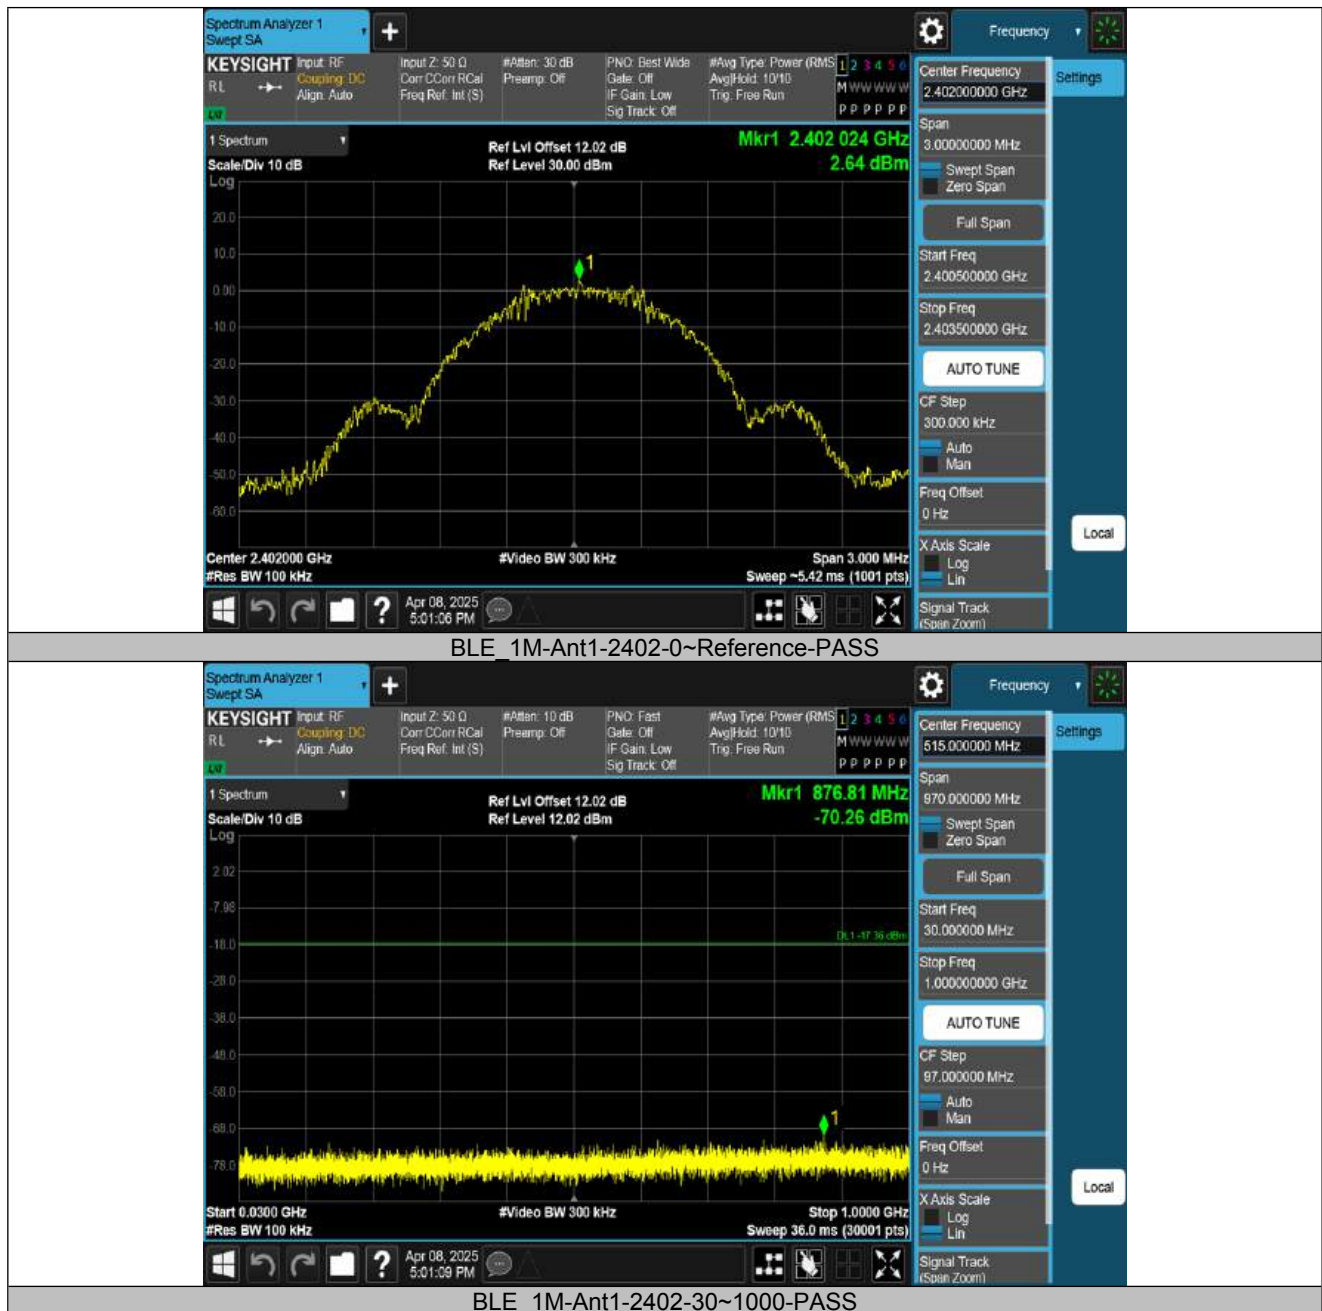 Spectrum Analyzer 1
Swept SA
+
Frequency
KEYSIGHT
RL
LXI
Input: RF
Coupling: DC
Align: Auto
Input Z: 50 Ω
Corr CCorr RCal
Freq Ref: Int (S)
#Atten: 30 dB
Preamp: Off
PNO: Best Wide
Gate: Off
IF Gain: Low
Sig Track: Off
#Avg Type: Power (RMS
Avg|Hold: 10/10
Trig: Free Run
1 2 3 4 5 6
M W W W W W
P P P P P P
Center Frequency
2.402000000 GHz
Settings
Span
3.00000000 MHz
Swept Span
Zero Span
Full Span
Start Freq
2.400500000 GHz
Stop Freq
2.403500000 GHz
AUTO TUNE
CF Step
300.000 kHz
Auto
Man
Freq Offset
0 Hz
X Axis Scale
Log
Lin
Signal Track
(Span Zoom)
Local
1 Spectrum
Scale/Div 10 dB
Log
Ref Lvl Offset 12.02 dB
Ref Level 30.00 dBm
Mkr1 2.402 024 GHz
2.64 dBm
20.0
10.0
0.00
-10.0
-20.0
-30.0
-40.0
-50.0
-60.0
1
Center 2.402000 GHz
#Res BW 100 kHz
#Video BW 300 kHz
Span 3.000 MHz
Sweep ~5.42 ms (1001 pts)
?
Apr 08, 2025
5:01:06 PM
BLE_1M-Ant1-2402-0~Reference-PASS
Spectrum Analyzer 1
Swept SA
+
Frequency
KEYSIGHT
RL
LXI
Input: RF
Coupling: DC
Align: Auto
Input Z: 50 Ω
Corr CCorr RCal
Freq Ref: Int (S)
#Atten: 10 dB
Preamp: Off
PNO: Fast
Gate: Off
IF Gain: Low
Sig Track: Off
#Avg Type: Power (RMS
Avg|Hold: 10/10
Trig: Free Run
1 2 3 4 5 6
M W W W W W
P P P P P P
Center Frequency
515.000000 MHz
Settings
Span
970.000000 MHz
Swept Span
Zero Span
Full Span
Start Freq
30.000000 MHz
Stop Freq
1.000000000 GHz
AUTO TUNE
CF Step
97.000000 MHz
Auto
Man
Freq Offset
0 Hz
X Axis Scale
Log
Lin
Signal Track
(Span Zoom)
Local
1 Spectrum
Scale/Div 10 dB
Log
Ref Lvl Offset 12.02 dB
Ref Level 12.02 dBm
Mkr1 876.81 MHz
-70.26 dBm
2.02
-7.98
-18.0
-28.0
-38.0
-48.0
-58.0
-68.0
-78.0
DL1 -17.36 dBm
1
Start 0.0300 GHz
#Res BW 100 kHz
#Video BW 300 kHz
Stop 1.0000 GHz
Sweep 36.0 ms (30001 pts)
?
Apr 08, 2025
5:01:09 PM
BLE_1M-Ant1-2402-30~1000-PASS